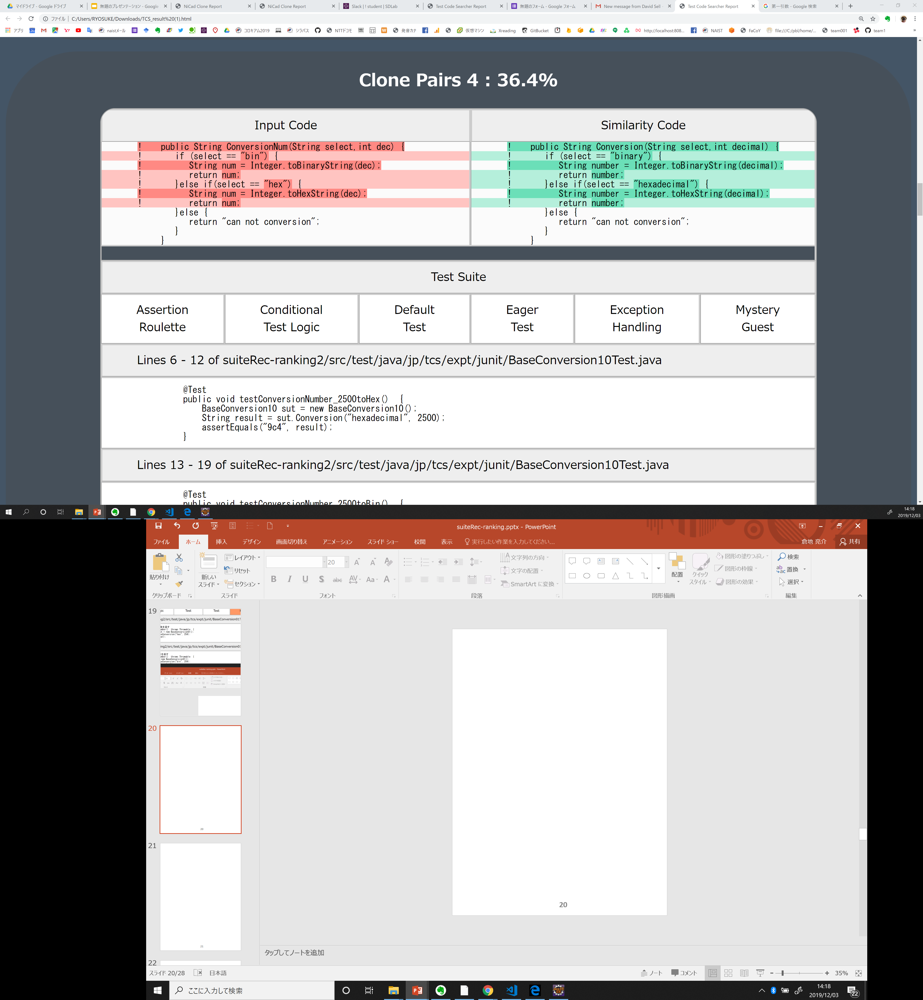 マイドライブ - Google ドライブ
無題のプレゼンテーション - Google
NiCad Clone Report
NiCad Clone Report
Slack | ! student | SDLab
Test Code Searcher Report
無題のフォーム - Google フォーム
New message from David Sell
Test Code Searcher Report
第一引数 - Google 検索
ファイル | C:/Users/RYOSUKE/Downloads/TCS_result%20(1).html
アプリ
naistメール
コロキアム2019
シラバス
NTTドコモ
発音カナ
仮想マシン
Xreading
GitBucket
http://localhost:808...
NAIST
FaCoY
file:///C:/pbl/home/...
team001
team1
Clone Pairs 4 : 36.4%
Input Code
! public String ConversionNum(String select,int dec) {
! if (select == "bin") {
! String num = Integer.toBinaryString(dec);
! return num;
! }else if(select == "hex") {
! String num = Integer.toHexString(dec);
! return num;
}else {
return "can not conversion";
}
}
Similarity Code
! public String Conversion(String select,int decimal) {
! if (select == "binary") {
! String number = Integer.toBinaryString(decimal);
! return number;
! }else if(select == "hexadecimal") {
! String number = Integer.toHexString(decimal);
! return number;
}else {
return "can not conversion";
}
}
Test Suite
Assertion
Roulette
Conditional
Test Logic
Default
Test
Eager
Test
Exception
Handling
Mystery
Guest
Lines 6 - 12 of suiteRec-ranking2/src/test/java/jp/tcs/expt/junit/BaseConversion10Test.java
@Test
public void testConversionNumber_2500toHex() {
BaseConversion10 sut = new BaseConversion10();
String result = sut.Conversion("hexadecimal", 2500);
assertEquals("9c4", result);
}
Lines 13 - 19 of suiteRec-ranking2/src/test/java/jp/tcs/expt/junit/BaseConversion10Test.java
@Test
public void testConversionNumber_2500toBin() {
14:18
2019/12/03
suiteRec-ranking.pptx - PowerPoint
ファイル
ホーム
挿入
デザイン
画面切り替え
アニメーション
スライド ショー
校閲
表示
実行したい作業を入力してください...
倉地 亮介
共有
貼り付け
クリップボード
新しい
スライド
レイアウト
リセット
セクション
スライド
20
B I U S abc AV Aa A
フォント
文字列の方向
文字の配置
SmartArt に変換
段落
配置
クイック
スタイル
図形の塗りつぶし
図形の枠線
図形の効果
図形描画
検索
置換
選択
編集
19
Test
Test
20
20
21
21
22
20
タップしてノートを追加
スライド 20/28
日本語
ノート
コメント
35%
ここに入力して検索
14:18
2019/12/03
22